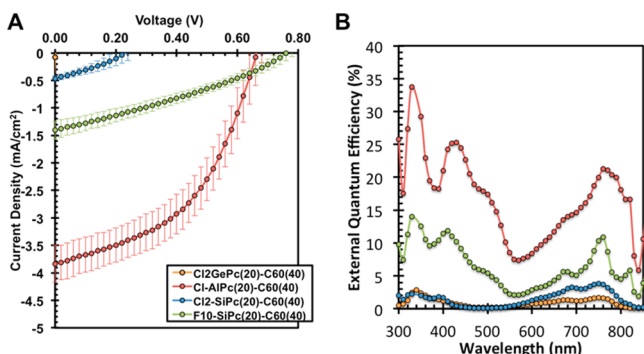 A
Voltage (V)
0.00 0.20 0.40 0.60 0.80
0
-0.5
-1
-1.5
-2
-2.5
-3
-3.5
-4
-4.5
-5
Current Density (mA/cm²)
Cl2GePc(20)-C60(40)
Cl-AlPc(20)-C60(40)
Cl2-SiPc(20)-C60(40)
F10-SiPc(20)-C60(40)
B
40
35
30
25
20
15
10
5
0
External Quantum Efficiency (%)
300 400 500 600 700 800
Wavelength (nm)